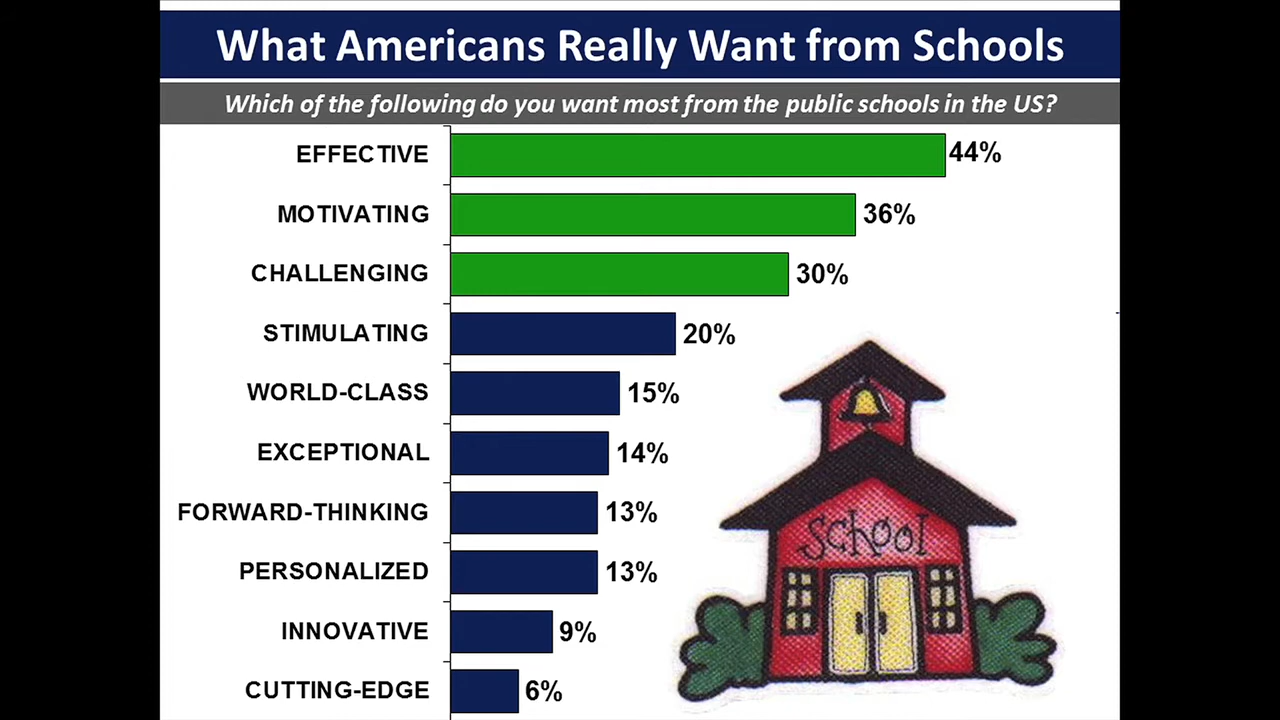 What Americans Really Want from Schools
Which of the following do you want most from the public schools in the US?
EFFECTIVE 44%
MOTIVATING 36%
CHALLENGING 30%
STIMULATING 20%
WORLD-CLASS 15%
EXCEPTIONAL 14%
FORWARD-THINKING 13%
school
PERSONALIZED 13%
INNOVATIVE 9%
CUTTING-EDGE 6%